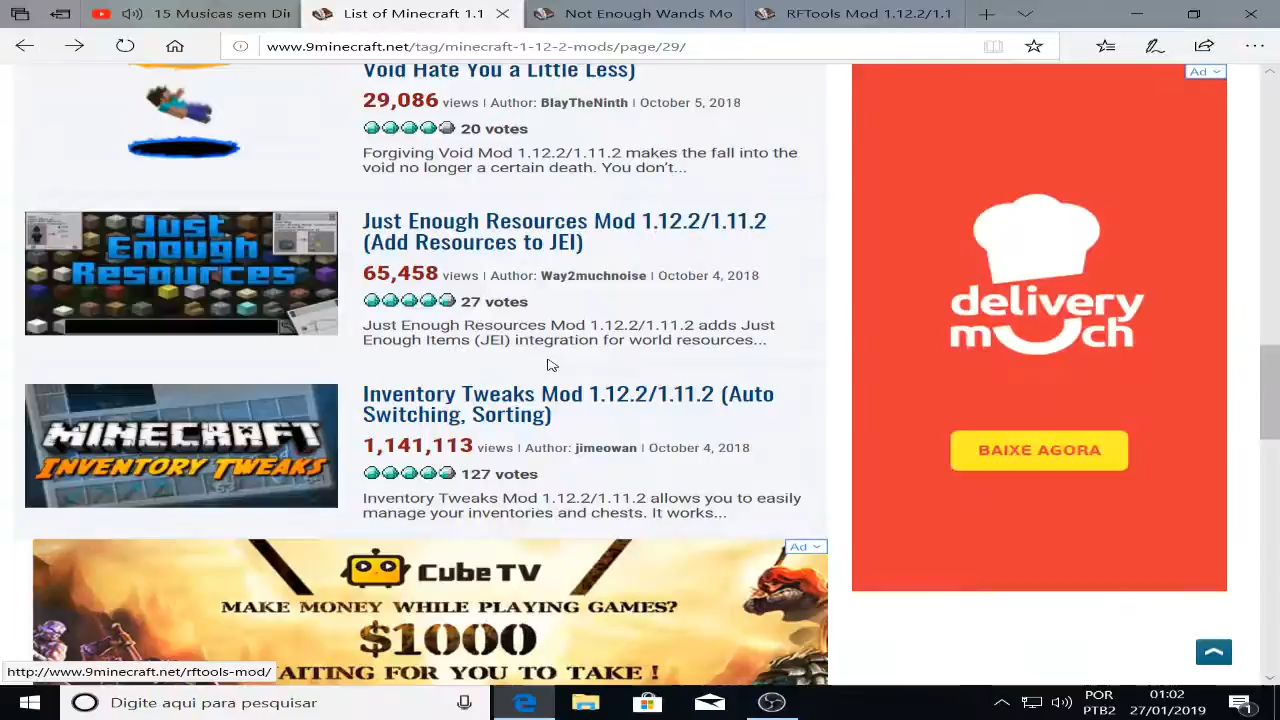 15 Musicas sem Di
List of Minecraft 1.1
Not Enough Wands Mo
RFTools Mod 1.12.2/1.1
www.9minecraft.net/tag/minecraft-1-12-2-mods/page/29/
Void Hate You a Little Less)
29,086 views | Author: BlayTheNinth | October 5, 2018
20 votes
Forgiving Void Mod 1.12.2/1.11.2 makes the fall into the
void no longer a certain death. You don't...
Just
Enough
Resources
Just Enough Resources Mod 1.12.2/1.11.2
(Add Resources to JEI)
65,458 views | Author: Way2muchnoise | October 4, 2018
27 votes
Just Enough Resources Mod 1.12.2/1.11.2 adds Just
Enough Items (JEI) integration for world resources...
MINECRAFT
INVENTORY TWEAKS
Inventory Tweaks Mod 1.12.2/1.11.2 (Auto
Switching, Sorting)
1,141,113 views | Author: jimeowan | October 4, 2018
127 votes
Inventory Tweaks Mod 1.12.2/1.11.2 allows you to easily
manage your inventories and chests. It works...
Ad
CubeTV
MAKE MONEY WHILE PLAYING GAMES?
$1000
AITING FOR YOU TO TAKE !
Ad
delivery
much
BAIXE AGORA
http://www.9minecraft.net/rftools-mod/
Digite aqui para pesquisar
POR
PTB2
01:02
27/01/2019
1